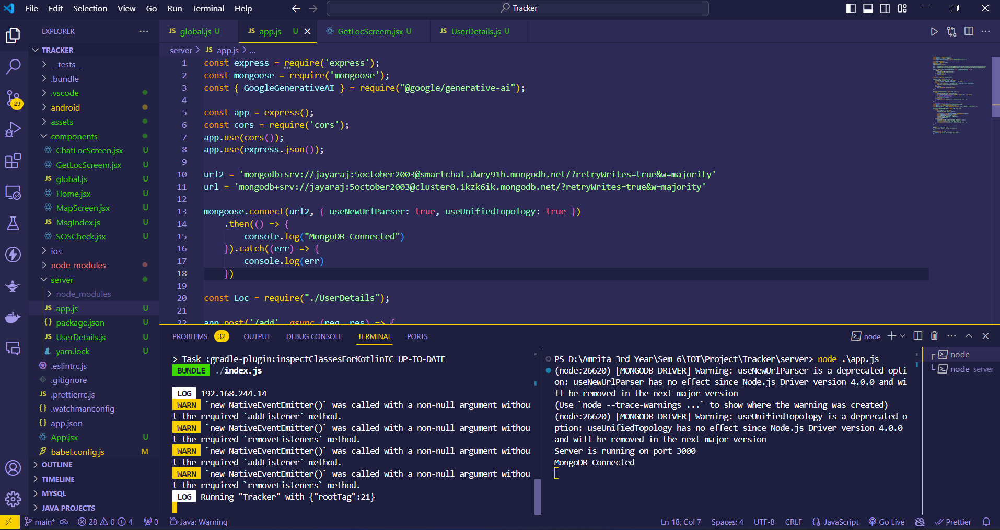 File Edit Selection View Go Run Terminal Help
Tracker
EXPLORER
TRACKER
__tests__
.bundle
.vscode
android
assets
components
ChatLocScreen.jsx U
GetLocScreem.jsx U
global.js U
Home.jsx U
MapScreen.jsx U
MsgIndex.js U
SOSCheck.jsx U
ios
node_modules
server
node_modules
app.js U
package.json U
UserDetails.js U
yarn.lock U
.eslintrc.js
.gitignore
.prettierrc.js
.watchmanconfig
app.json
App.jsx U
babel.config.js M
OUTLINE
TIMELINE
MYSQL
JAVA PROJECTS
29
JS global.js U
JS app.js U
GetLocScreem.jsx U
JS UserDetails.js U
server > JS app.js > ...
1 const express = require('express');
2 const mongoose = require('mongoose');
3 const { GoogleGenerativeAI } = require("@google/generative-ai");
4
5 const app = express();
6 const cors = require('cors');
7 app.use(cors());
8 app.use(express.json());
9
10 url2 = 'mongodb+srv://jayaraj:5october2003@smartchat.dwry91h.mongodb.net/?retryWrites=true&w=majority'
11 url = 'mongodb+srv://jayaraj:5october2003@cluster0.1kzk6ik.mongodb.net/?retryWrites=true&w=majority'
12
13 mongoose.connect(url2, { useNewUrlParser: true, useUnifiedTopology: true })
14 .then(() => {
15 console.log("MongoDB Connected")
16 }).catch((err) => {
17 console.log(err)
18 })
19
20 const Loc = require("./UserDetails");
21
22 app.post('/add', async (req, res) => {
PROBLEMS 32 OUTPUT DEBUG CONSOLE TERMINAL PORTS
node
> Task :gradle-plugin:inspectClassesForKotlinIC UP-TO-DATE
BUNDLE ./index.js
LOG 192.168.244.14
WARN `new NativeEventEmitter()` was called with a non-null argument withou
t the required `addListener` method.
WARN `new NativeEventEmitter()` was called with a non-null argument withou
t the required `removeListeners` method.
WARN `new NativeEventEmitter()` was called with a non-null argument withou
t the required `addListener` method.
WARN `new NativeEventEmitter()` was called with a non-null argument withou
t the required `removeListeners` method.
LOG Running "Tracker" with {"rootTag":21}
PS D:\Amrita 3rd Year\Sem_6\IOT\Project\Tracker\server> node .\app.js
(node:26620) [MONGODB DRIVER] Warning: useNewUrlParser is a deprecated opti
on: useNewUrlParser has no effect since Node.js Driver version 4.0.0 and wi
ll be removed in the next major version
(Use `node --trace-warnings ...` to show where the warning was created)
(node:26620) [MONGODB DRIVER] Warning: useUnifiedTopology is a deprecated o
ption: useUnifiedTopology has no effect since Node.js Driver version 4.0.0
and will be removed in the next major version
Server is running on port 3000
MongoDB Connected
node
node server
main* 28 0 4 0 Java: Warning
Ln 18, Col 7 Spaces: 4 UTF-8 CRLF JavaScript Go Live Prettier